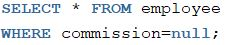 SELECT * FROM employee
WHERE commission=null;